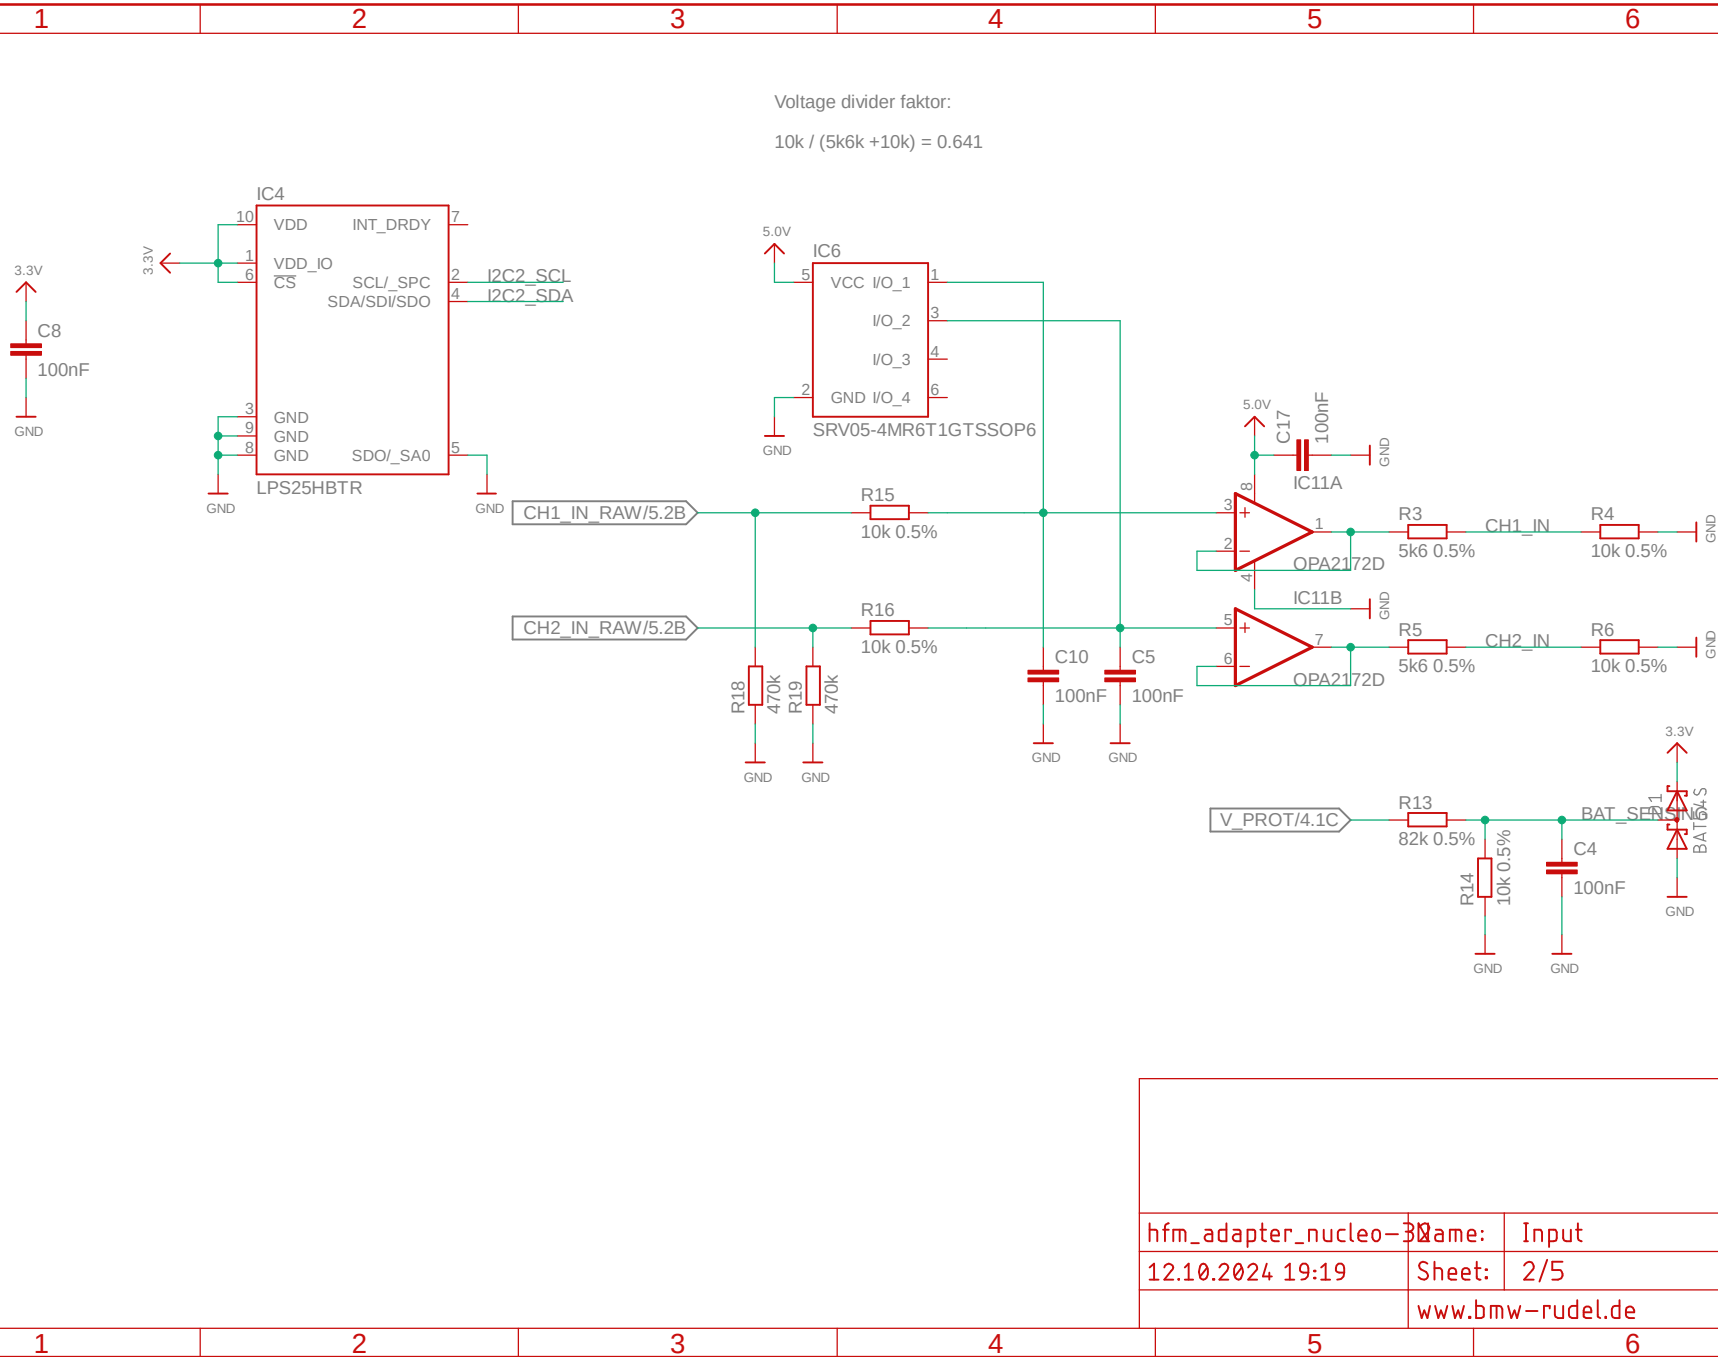 1 2 3 4 5 6
Voltage divider faktor:
10k / (5k6k +10k) = 0.641
IC4
10 VDD INT_DRDY 7
1 VDD_IO
6 CS SCL/_SPC 2 I2C2_SCL
SDA/SDI/SDO 4 I2C2_SDA
3 GND
9 GND
8 GND SDO/_SA0 5
LPS25HBTR
GND
GND
3.3V
3.3V
C8
100nF
GND
5.0V
IC6
5 VCC I/O_1 1
I/O_2 3
I/O_3 4
2 GND I/O_4 6
SRV05-4MR6T1GTSSOP6
GND
CH1_IN_RAW/5.2B
R15
10k 0.5%
CH2_IN_RAW/5.2B
R16
10k 0.5%
R18
470k
GND
R19
470k
GND
C10
100nF
GND
C5
100nF
GND
5.0V
C17
100nF
GND
IC11A
8
3 +
1
2 −
4
OPA2172D
GND
IC11B
5 +
7
6 −
OPA2172D
R3
5k6 0.5%
CH1_IN
R4
10k 0.5%
GND
R5
5k6 0.5%
CH2_IN
R6
10k 0.5%
GND
V_PROT/4.1C
R13
82k 0.5%
R14
10k 0.5%
GND
C4
100nF
GND
BAT_SENSING
3.3V
BAT54S
GND
hfm_adapter_nucleo-32
Name: Input
12.10.2024 19:19
Sheet: 2/5
www.bmw-rudel.de
1 2 3 4 5 6